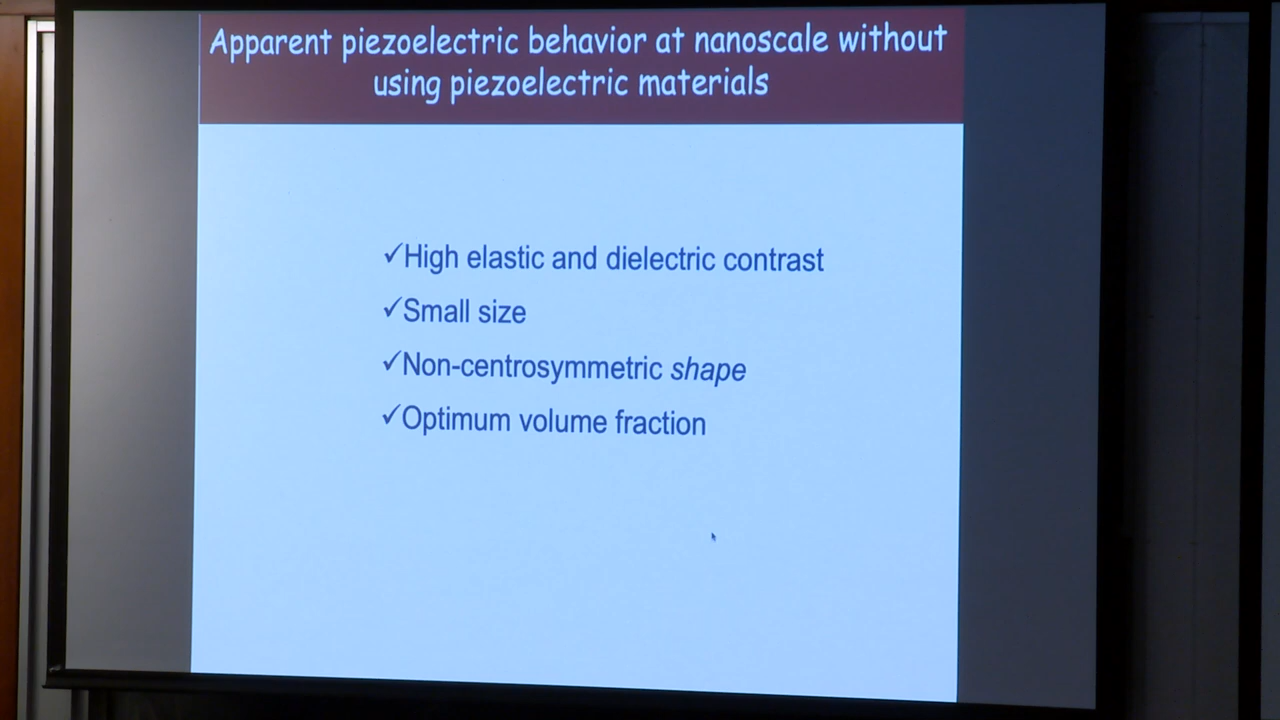 Apparent piezoelectric behavior at nanoscale without
using piezoelectric materials
✓High elastic and dielectric contrast
✓Small size
✓Non-centrosymmetric shape
✓Optimum volume fraction